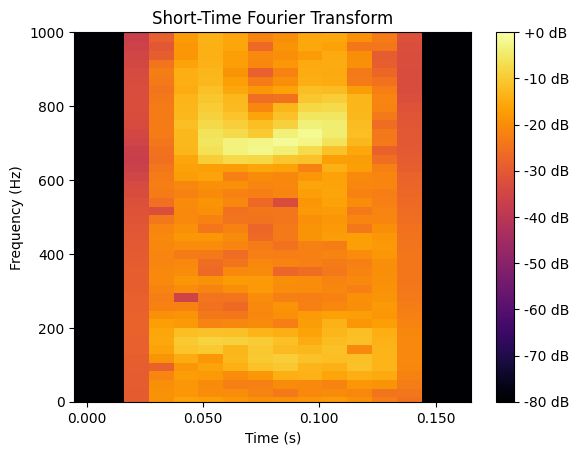 Short-Time Fourier Transform
1000
800
600
400
200
0
Frequency (Hz)
0.000
0.050
0.100
0.150
Time (s)
+0 dB
-10 dB
-20 dB
-30 dB
-40 dB
-50 dB
-60 dB
-70 dB
-80 dB